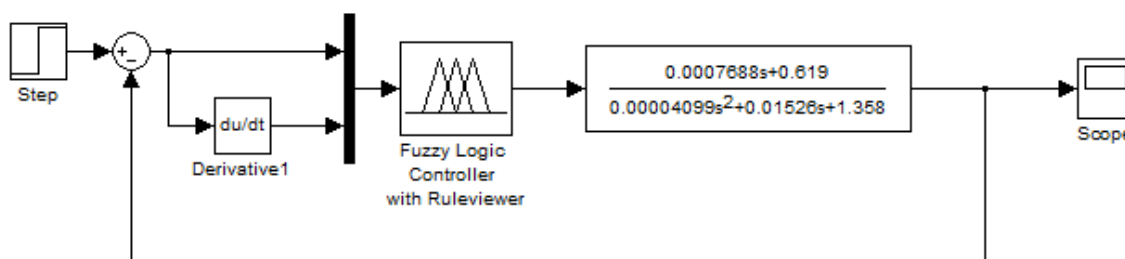 Step
+
−
du/dt
Derivative1
Fuzzy Logic
Controller
with Ruleviewer
0.0007688s+0.619
0.00004099s²+0.01526s+1.358
Scope